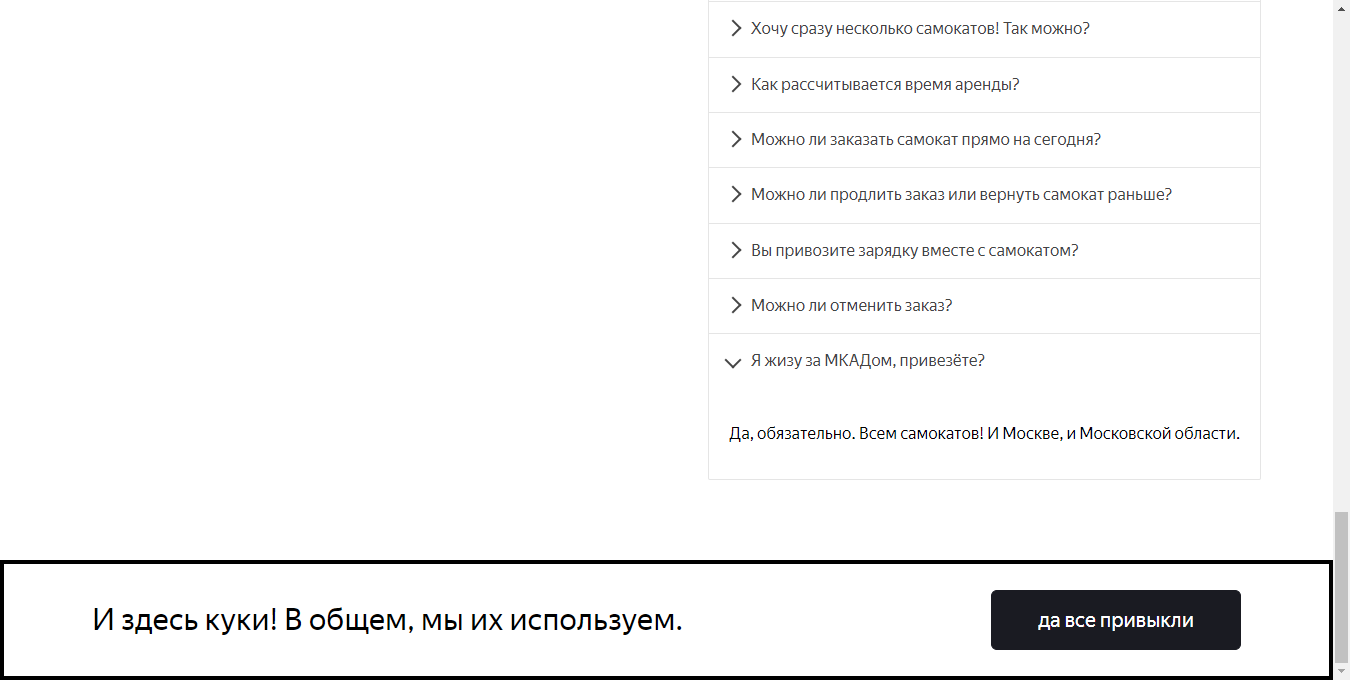 Хочу сразу несколько самокатов! Так можно?
Как рассчитывается время аренды?
Можно ли заказать самокат прямо на сегодня?
Можно ли продлить заказ или вернуть самокат раньше?
Вы привозите зарядку вместе с самокатом?
Можно ли отменить заказ?
Я жизу за МКАДом, привезёте?
Да, обязательно. Всем самокатов! И Москве, и Московской области.
И здесь куки! В общем, мы их используем.
да все привыкли